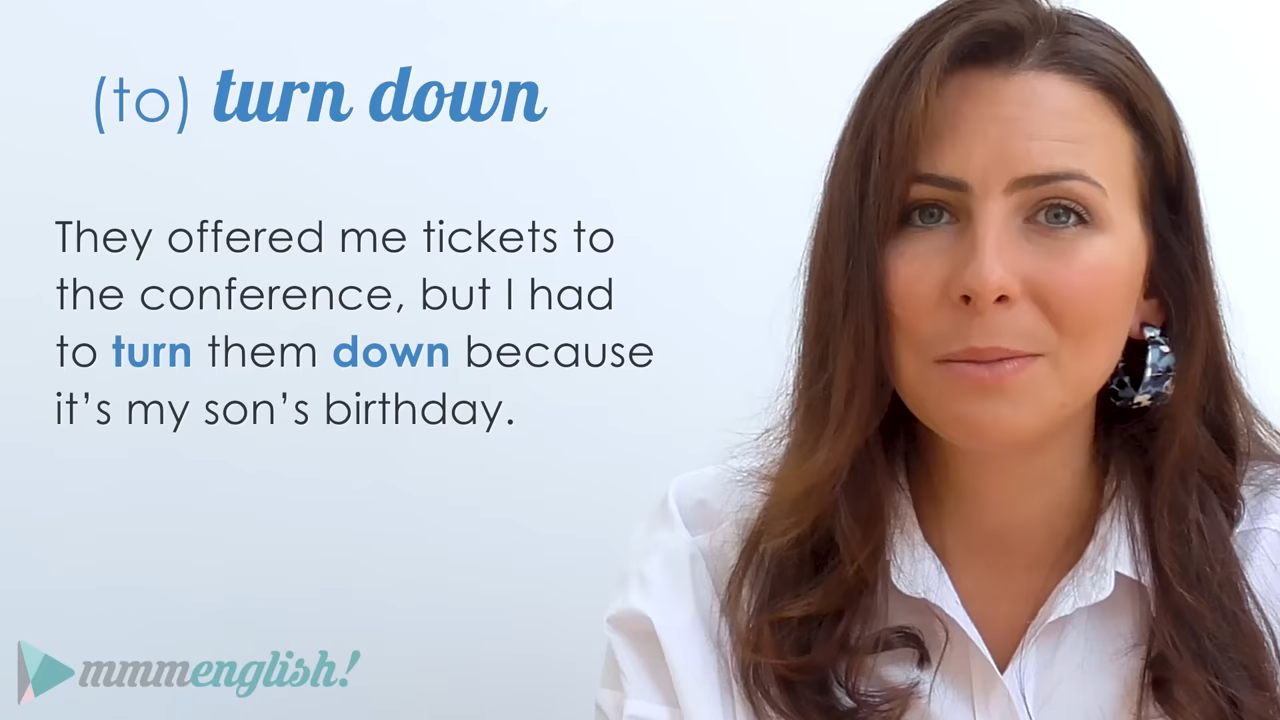 (to) turn down
They offered me tickets to
the conference, but I had
to turn them down because
it’s my son’s birthday.
mmmenglish!